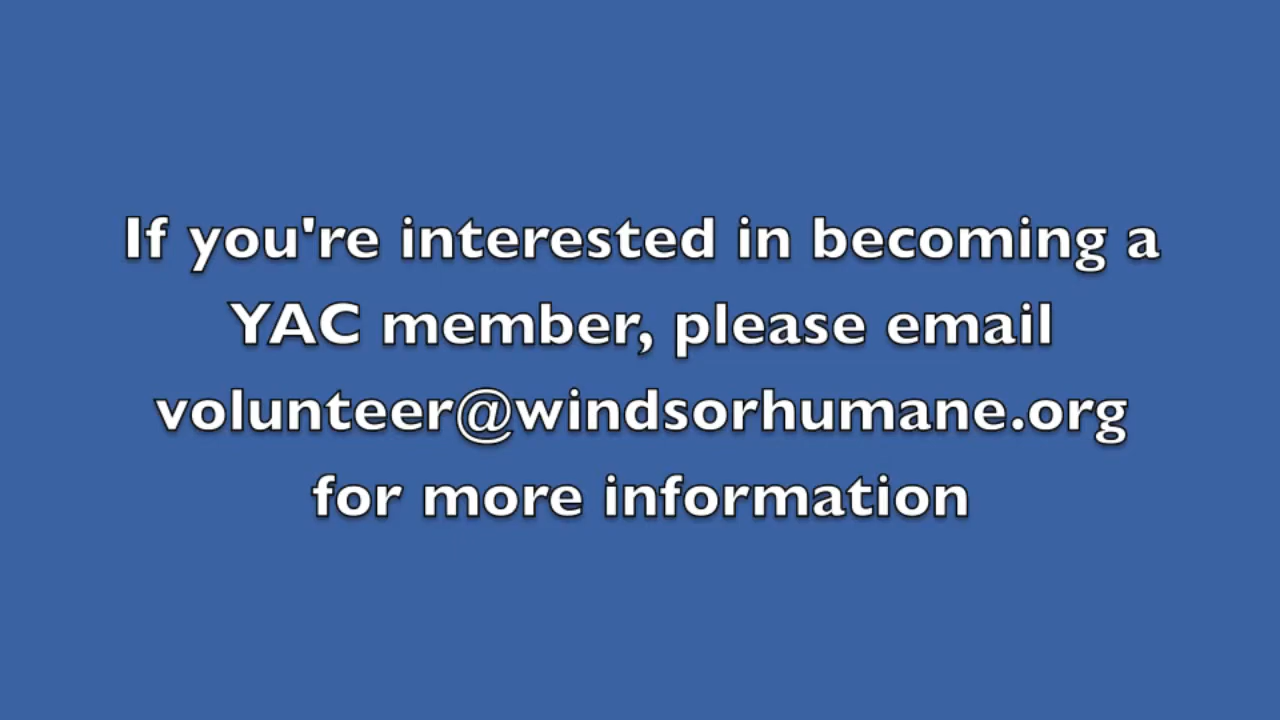 If you're interested in becoming a
YAC member, please email
volunteer@windsorhumane.org
for more information